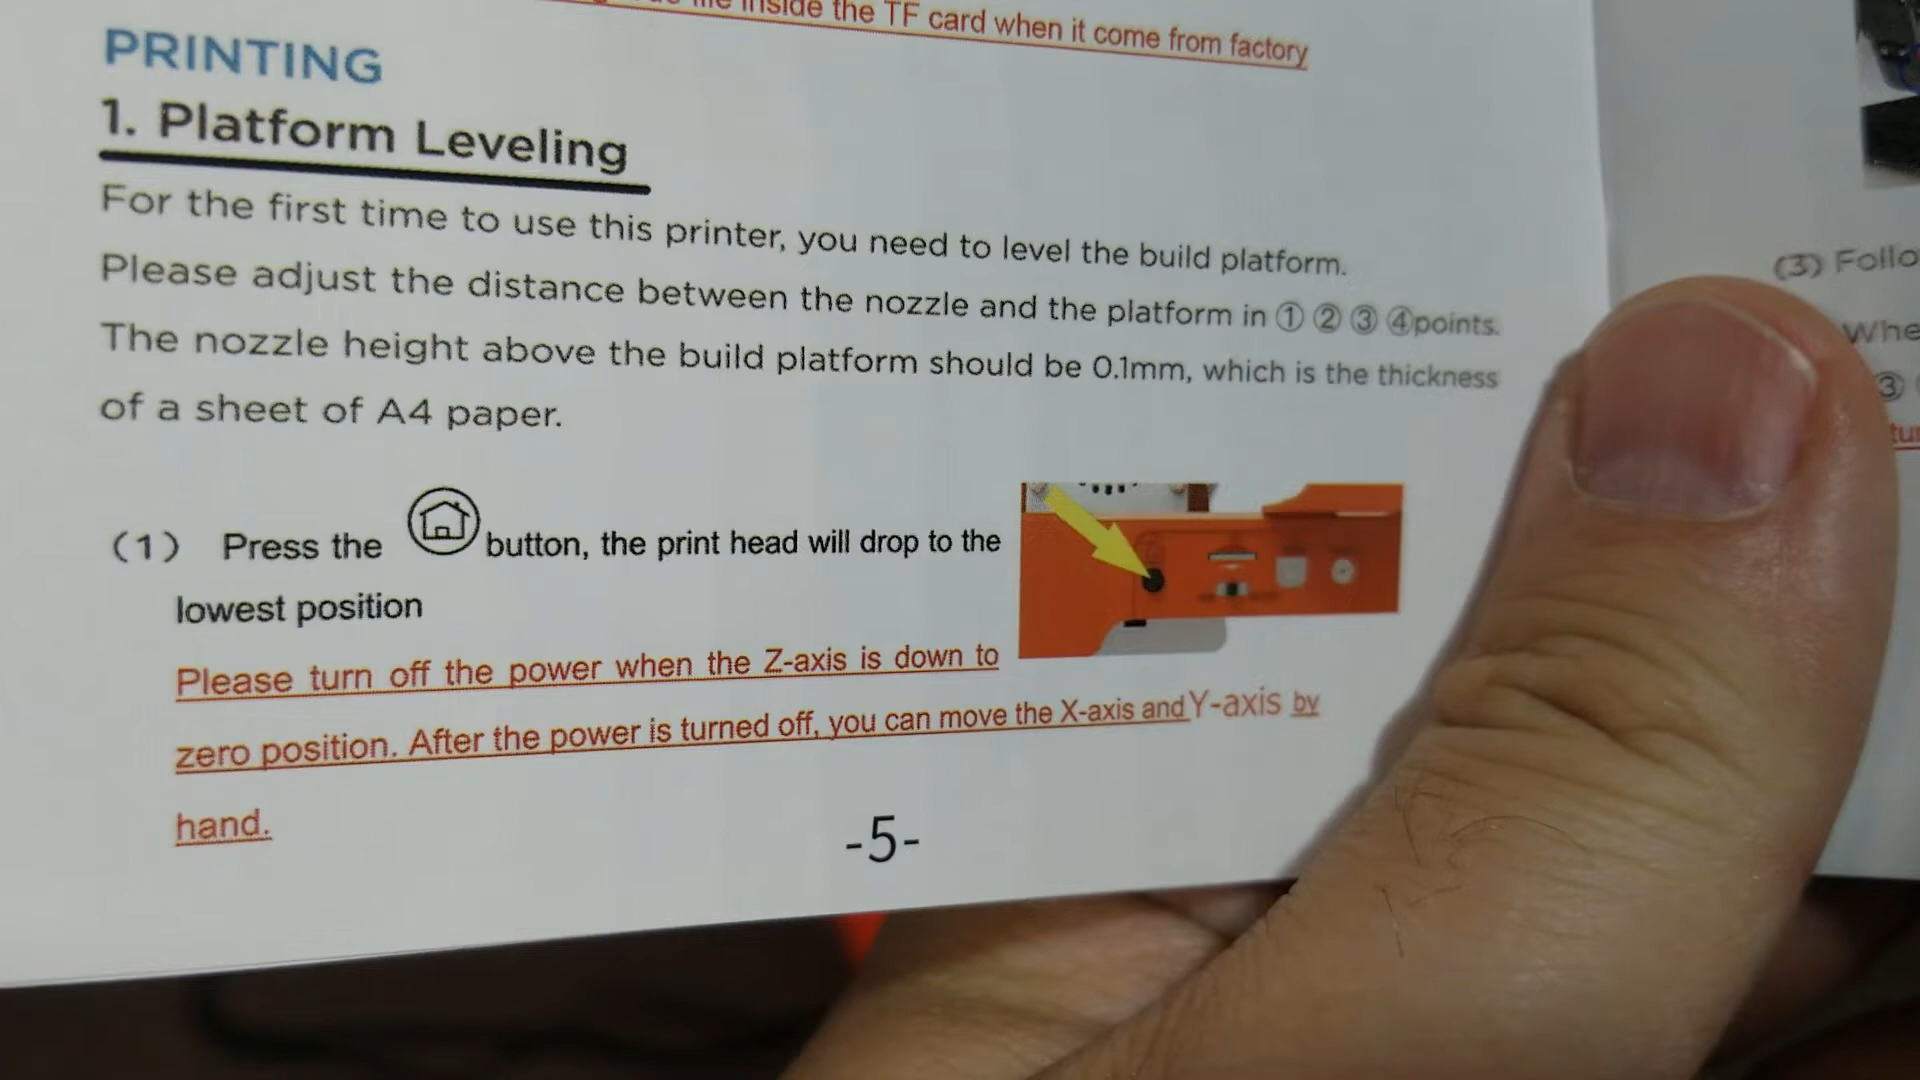 inside the TF card when it come from factory
PRINTING
1. Platform Leveling
For the first time to use this printer, you need to level the build platform.
Please adjust the distance between the nozzle and the platform in ① ② ③ ④points.
The nozzle height above the build platform should be 0.1mm, which is the thickness
of a sheet of A4 paper.
(1) Press the button, the print head will drop to the
lowest position
Please turn off the power when the Z-axis is down to
zero position. After the power is turned off, you can move the X-axis and Y-axis by
hand.
-5-
(3)
③